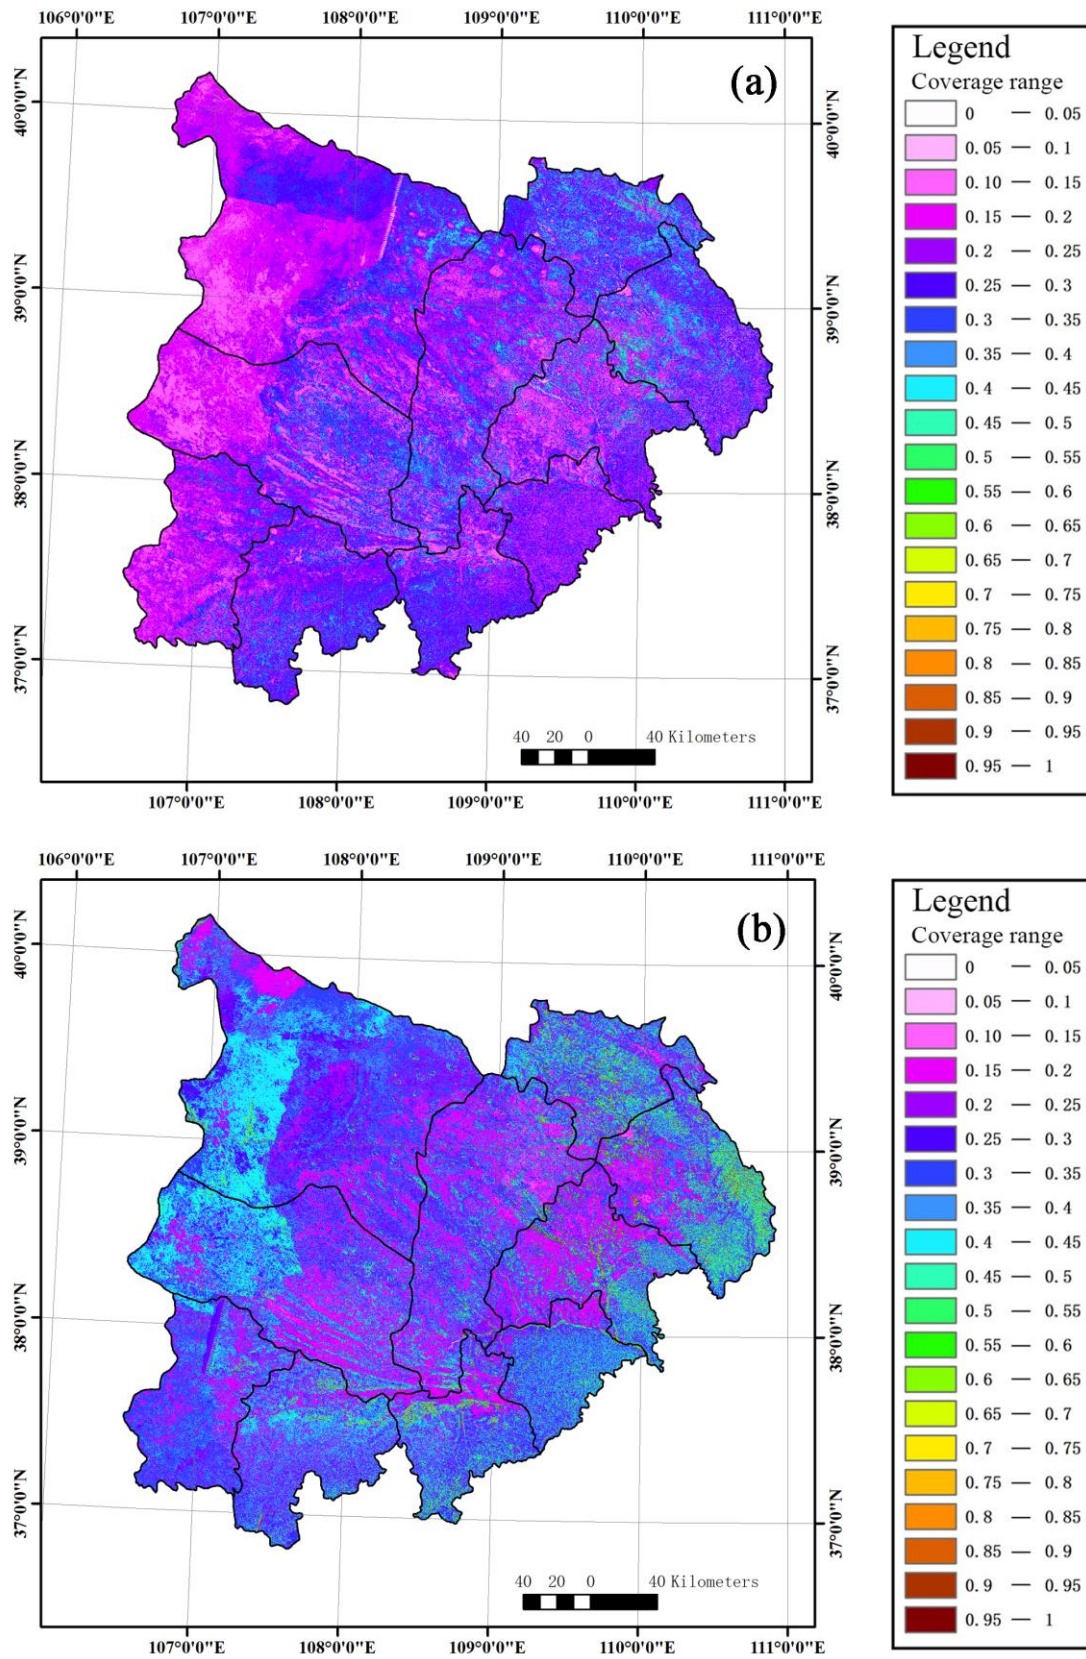 106°0'0"E 107°0'0"E 108°0'0"E 109°0'0"E 110°0'0"E 111°0'0"E
(a)
40°0'0"N 39°0'0"N 38°0'0"N 37°0'0"N
40°0'0"N 39°0'0"N 38°0'0"N 37°0'0"N
40 20 0 40 Kilometers
107°0'0"E 108°0'0"E 109°0'0"E 110°0'0"E 111°0'0"E
Legend
Coverage range
0 — 0.05
0.05 — 0.1
0.10 — 0.15
0.15 — 0.2
0.2 — 0.25
0.25 — 0.3
0.3 — 0.35
0.35 — 0.4
0.4 — 0.45
0.45 — 0.5
0.5 — 0.55
0.55 — 0.6
0.6 — 0.65
0.65 — 0.7
0.7 — 0.75
0.75 — 0.8
0.8 — 0.85
0.85 — 0.9
0.9 — 0.95
0.95 — 1
106°0'0"E 107°0'0"E 108°0'0"E 109°0'0"E 110°0'0"E 111°0'0"E
(b)
40°0'0"N 39°0'0"N 38°0'0"N 37°0'0"N
40°0'0"N 39°0'0"N 38°0'0"N 37°0'0"N
40 20 0 40 Kilometers
107°0'0"E 108°0'0"E 109°0'0"E 110°0'0"E 111°0'0"E
Legend
Coverage range
0 — 0.05
0.05 — 0.1
0.10 — 0.15
0.15 — 0.2
0.2 — 0.25
0.25 — 0.3
0.3 — 0.35
0.35 — 0.4
0.4 — 0.45
0.45 — 0.5
0.5 — 0.55
0.55 — 0.6
0.6 — 0.65
0.65 — 0.7
0.7 — 0.75
0.75 — 0.8
0.8 — 0.85
0.85 — 0.9
0.9 — 0.95
0.95 — 1